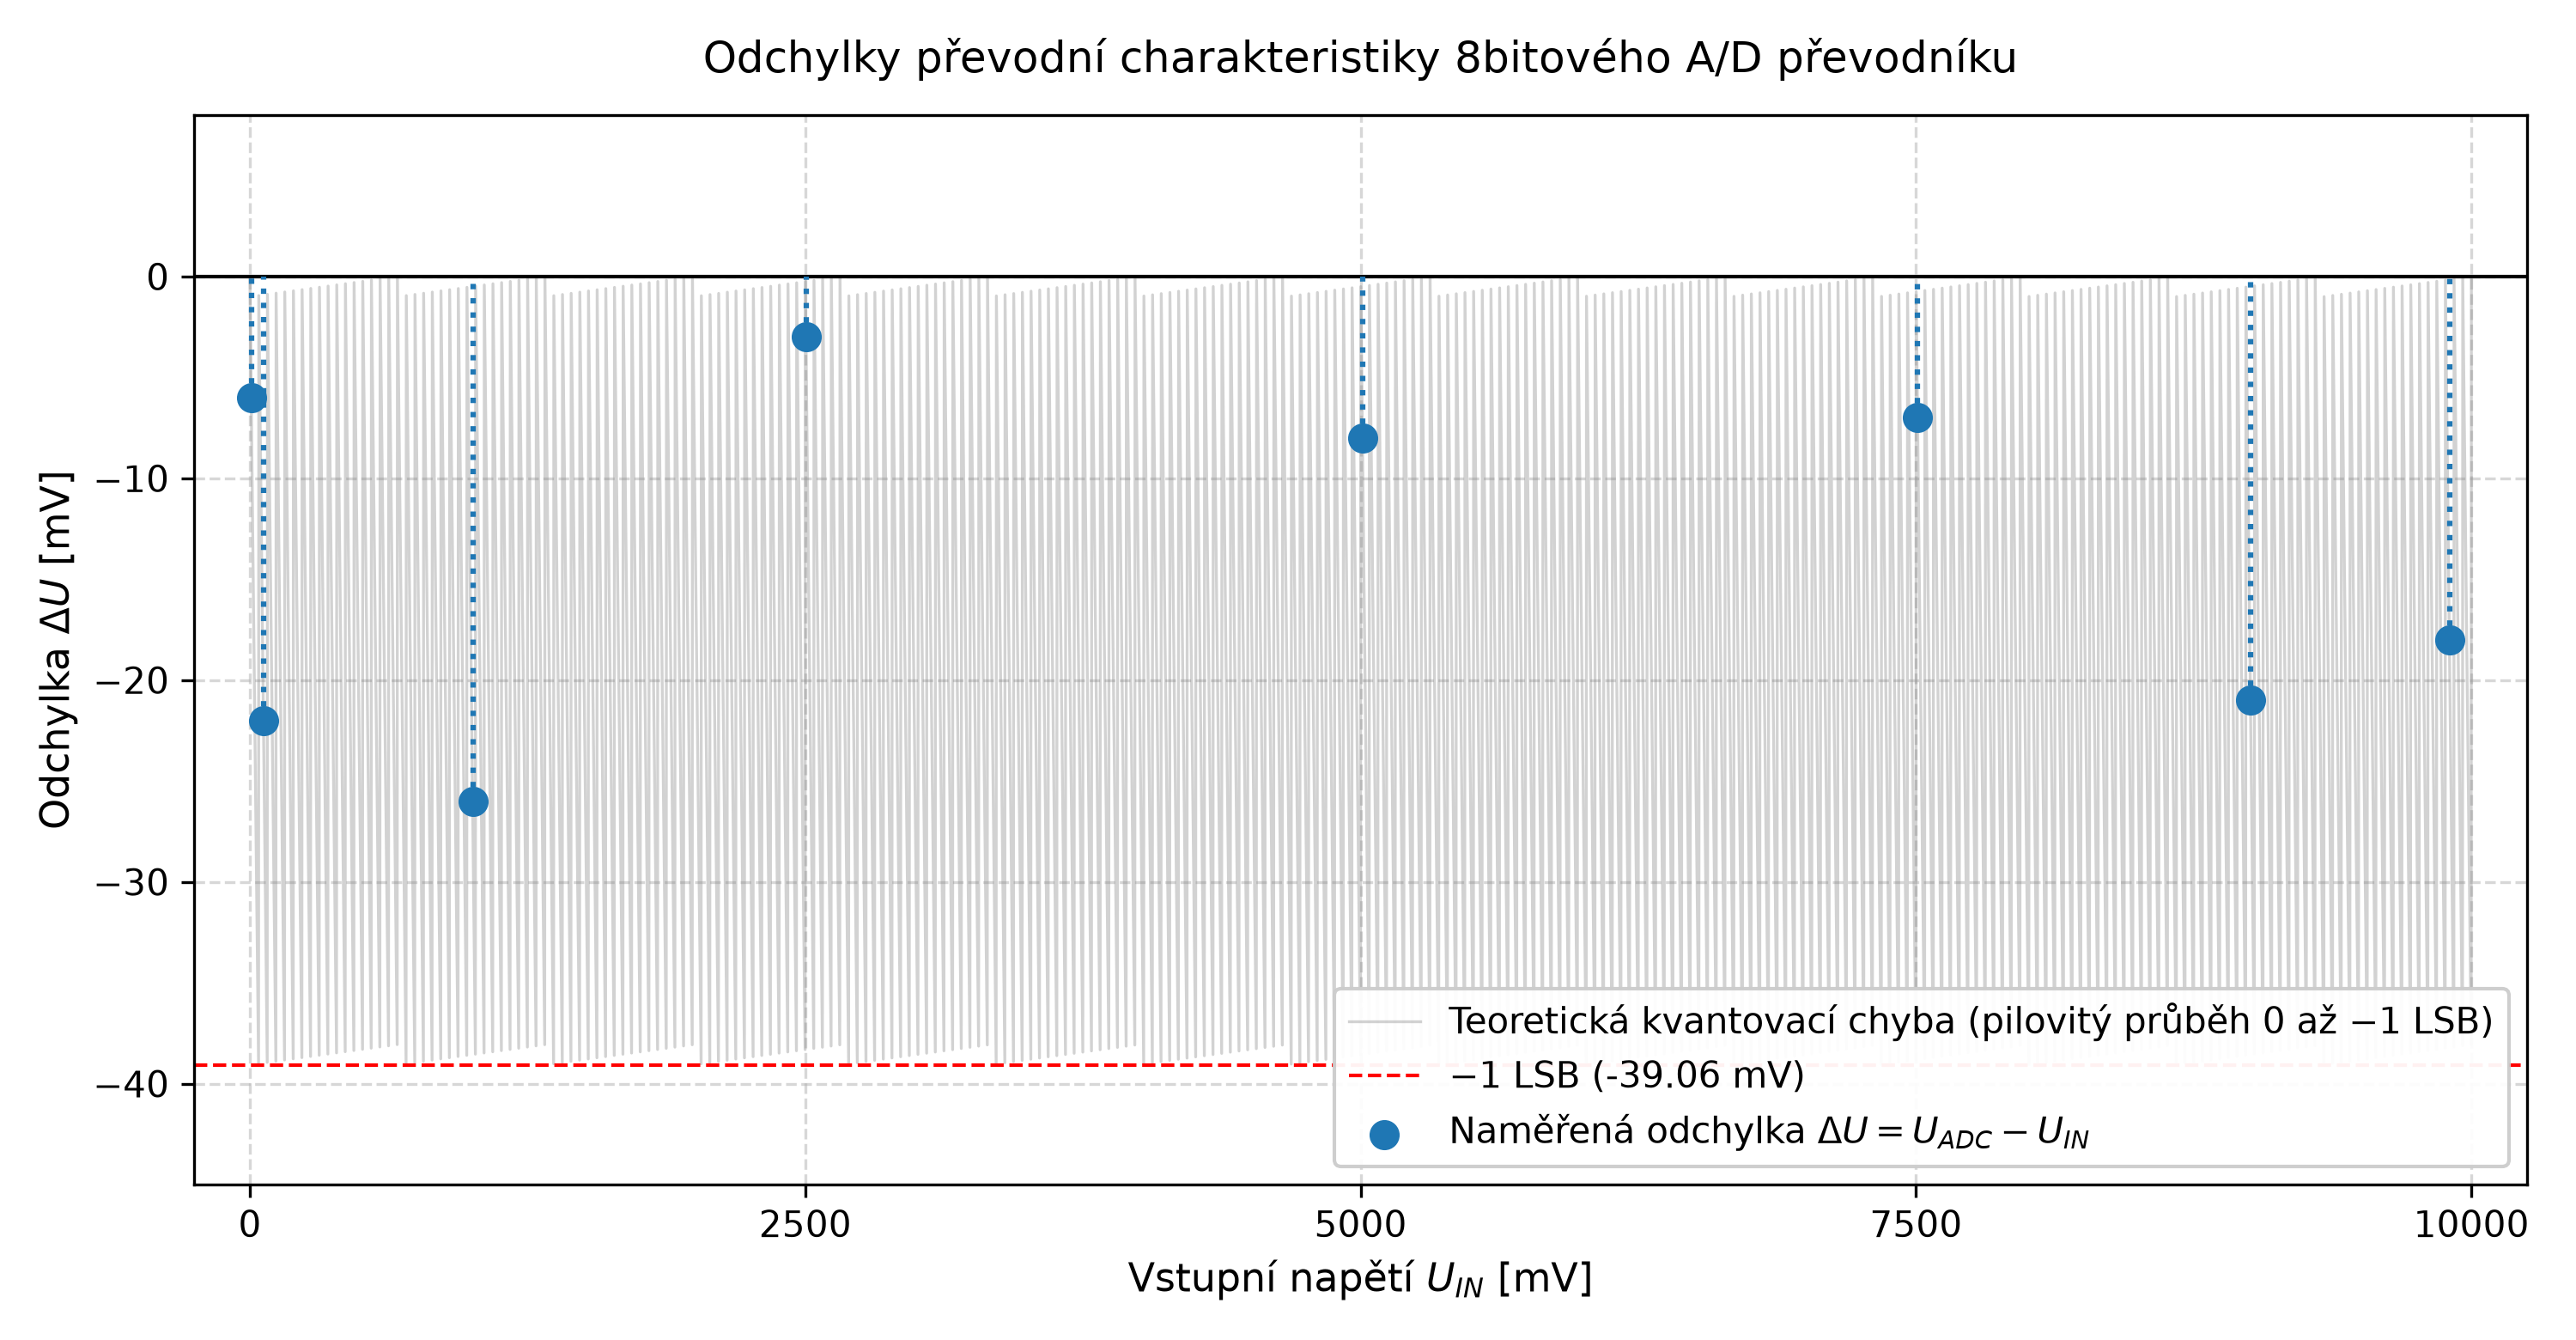 Odchylky převodní charakteristiky 8bitového A/D převodníku
Odchylka ΔU [mV]
0
−10
−20
−30
−40
Teoretická kvantovací chyba (pilovitý průběh 0 až −1 LSB)
−1 LSB (-39.06 mV)
Naměřená odchylka ΔU = U_ADC − U_IN
0 2500 5000 7500 10000
Vstupní napětí U_IN [mV]